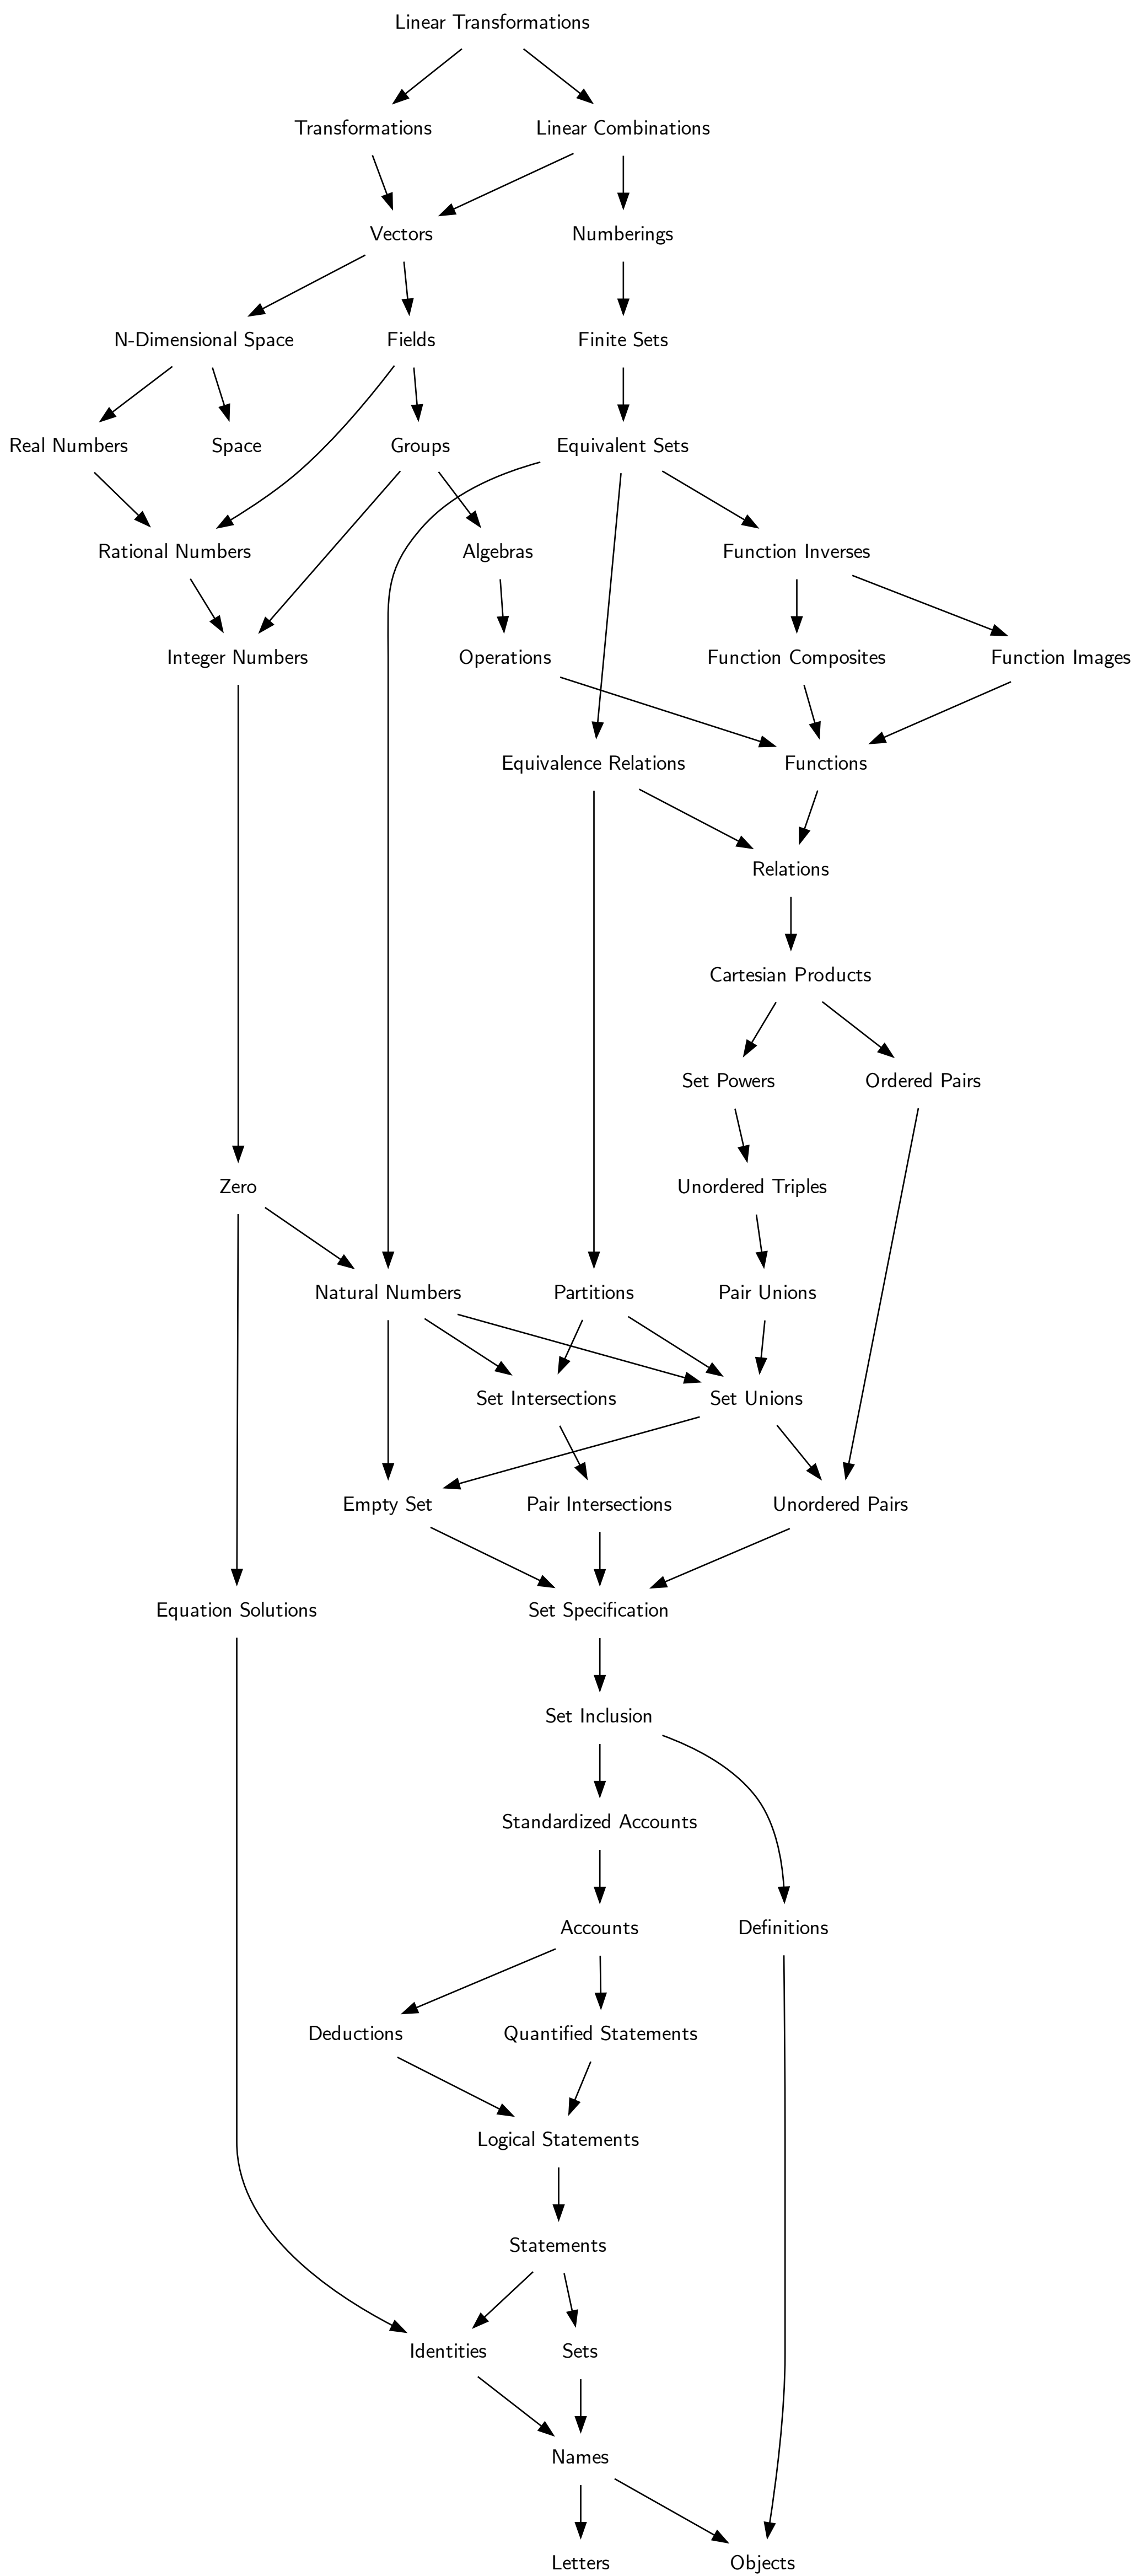 Linear Transformations
Transformations
Linear Combinations
Vectors
Numberings
N-Dimensional Space
Fields
Finite Sets
Real Numbers
Space
Groups
Equivalent Sets
Rational Numbers
Algebras
Function Inverses
Integer Numbers
Operations
Function Composites
Function Images
Equivalence Relations
Functions
Relations
Cartesian Products
Set Powers
Ordered Pairs
Zero
Unordered Triples
Natural Numbers
Partitions
Pair Unions
Set Intersections
Set Unions
Empty Set
Pair Intersections
Unordered Pairs
Equation Solutions
Set Specification
Set Inclusion
Standardized Accounts
Accounts
Definitions
Deductions
Quantified Statements
Logical Statements
Statements
Identities
Sets
Names
Letters
Objects